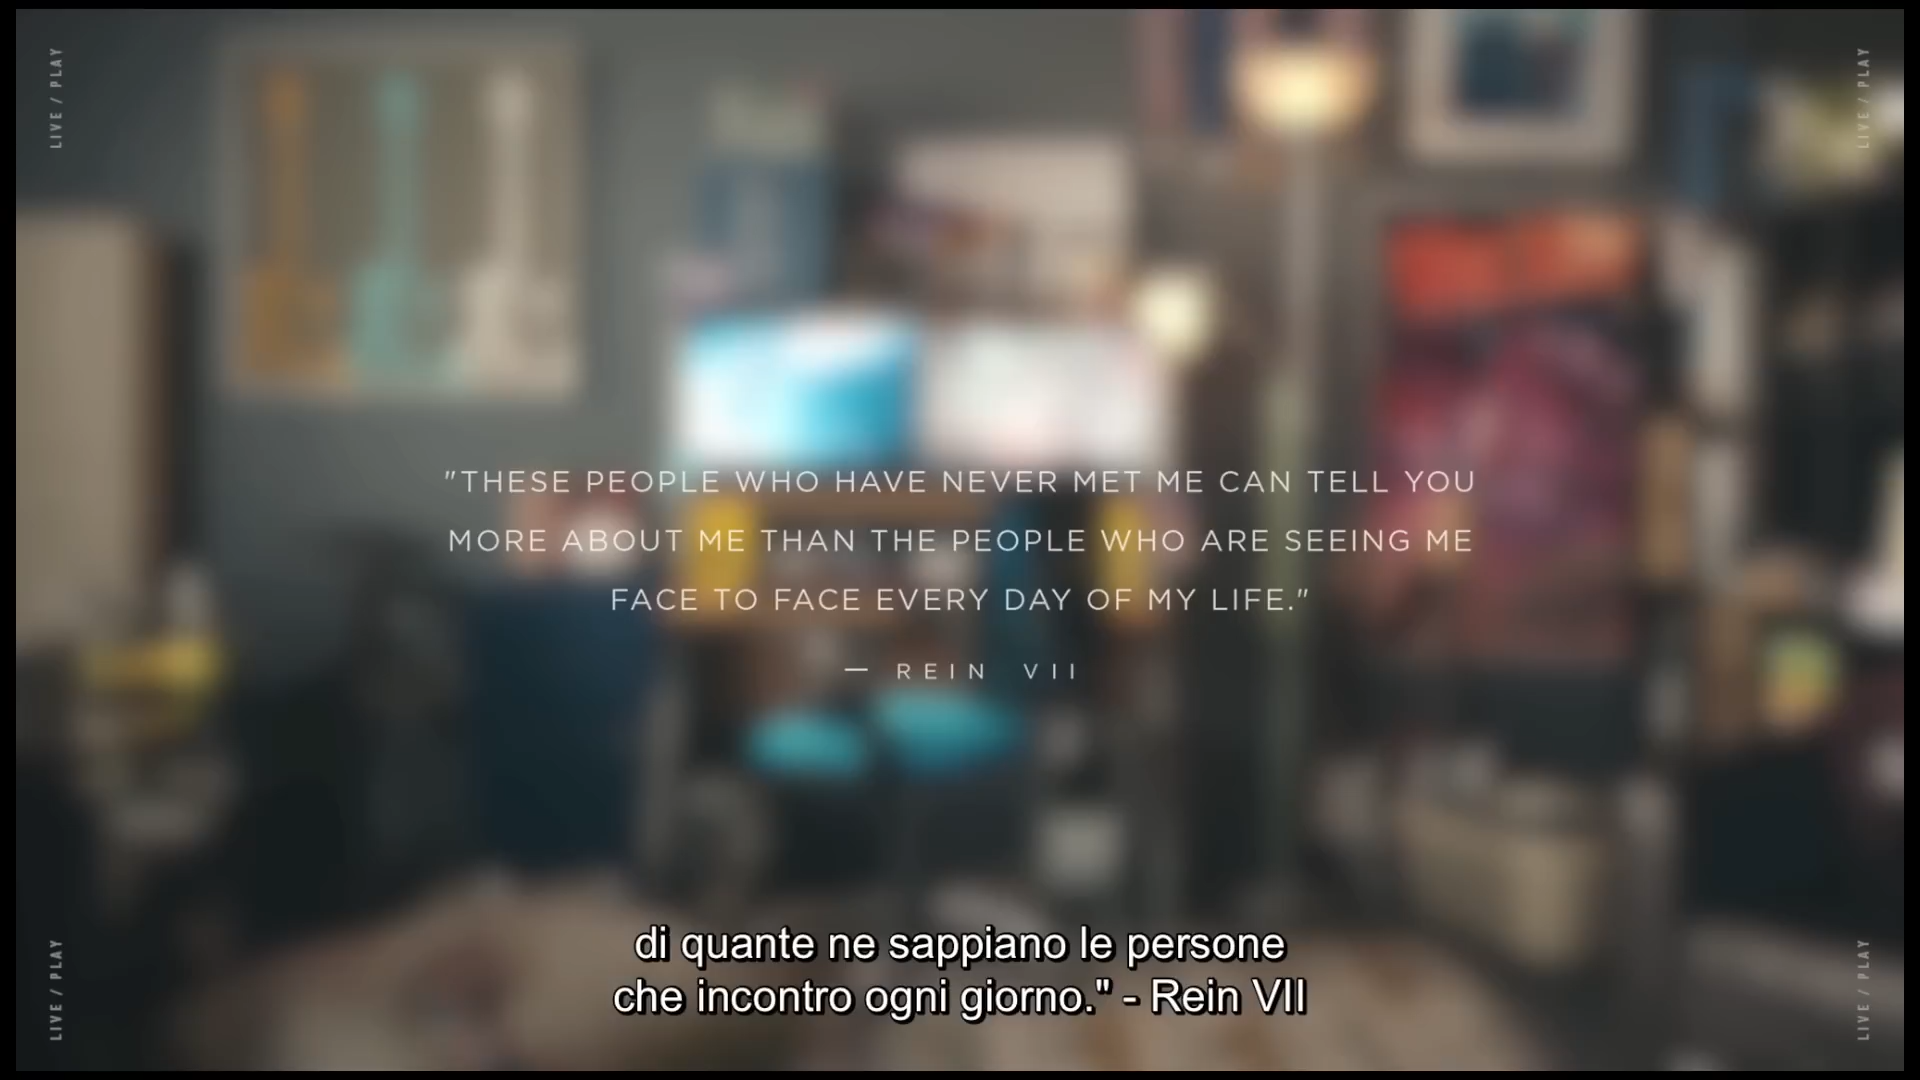 LIVE / PLAY
LIVE / PLAY
"THESE PEOPLE WHO HAVE NEVER MET ME CAN TELL YOU
MORE ABOUT ME THAN THE PEOPLE WHO ARE SEEING ME
FACE TO FACE EVERY DAY OF MY LIFE."
— REIN VII
di quante ne sappiano le persone
che incontro ogni giorno." - Rein VII
LIVE / PLAY
LIVE / PLAY